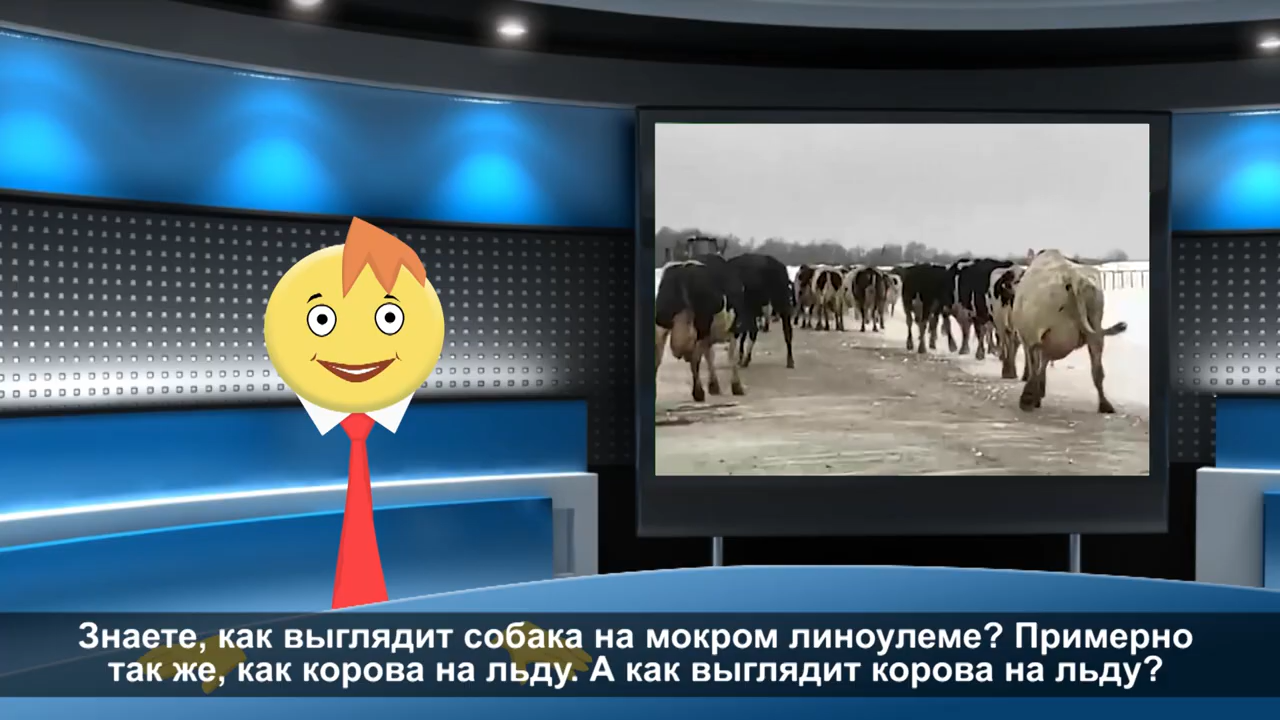 Знаете, как выглядит собака на мокром линоулеме? Примерно
так же, как корова на льду. А как выглядит корова на льду?